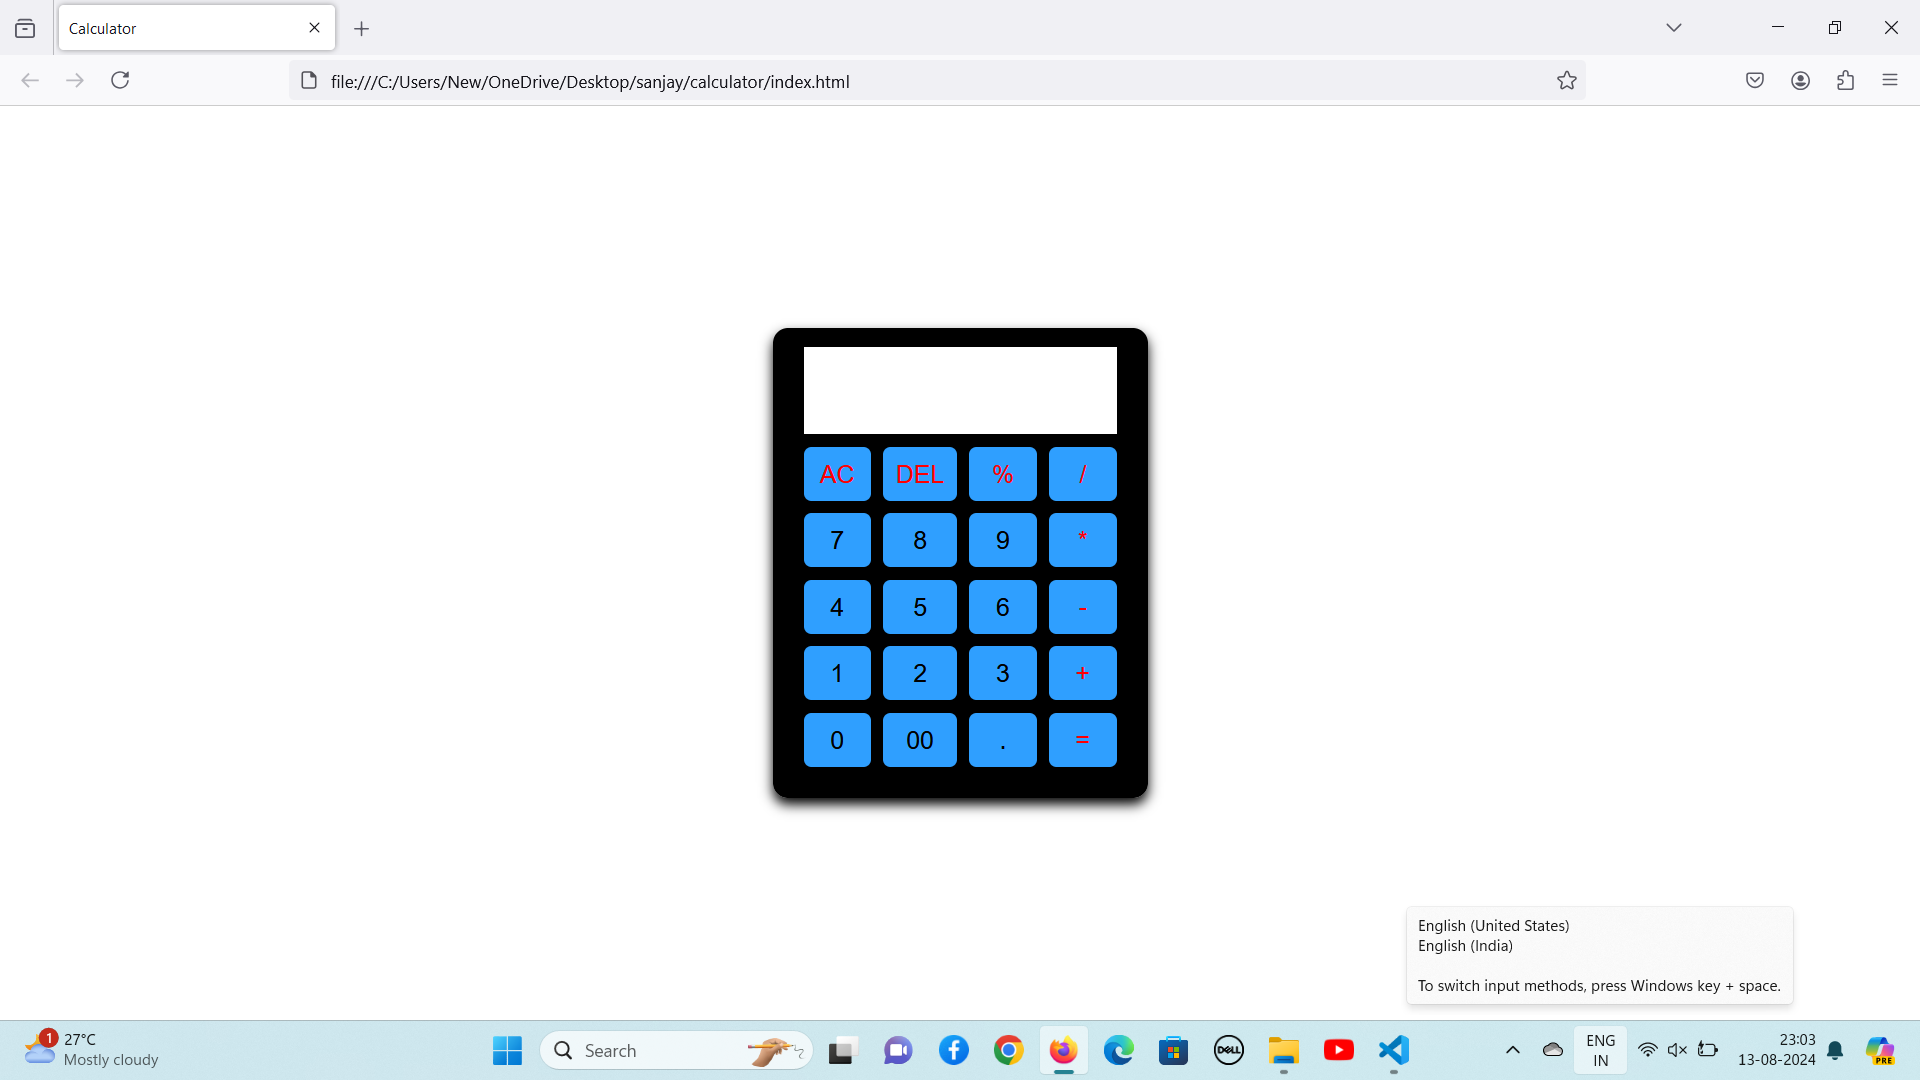 Calculator
file:///C:/Users/New/OneDrive/Desktop/sanjay/calculator/index.html
AC DEL % /
7 8 9 *
4 5 6 -
1 2 3 +
0 00 . =
English (United States)
English (India)
To switch input methods, press Windows key + space.
1
27°C
Mostly cloudy
Search
DELL
ENG
IN
23:03
13-08-2024
PRE